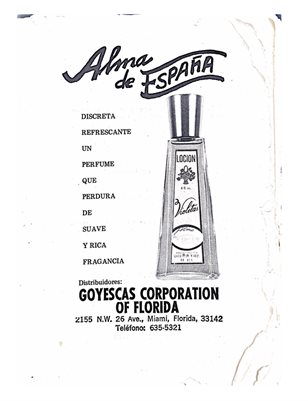 Alma
de ESPAÑA
DISCRETA
REFRESCANTE
UN
PERFUME
QUE
PERDURA
DE
SUAVE
Y RICA
FRAGANCIA
LOCION
3
Violetas
Distribuidores:
GOYESCAS CORPORATION
OF FLORIDA
2155 N.W. 26 Ave., Miami, Florida, 33142
Teléfono: 635-5321